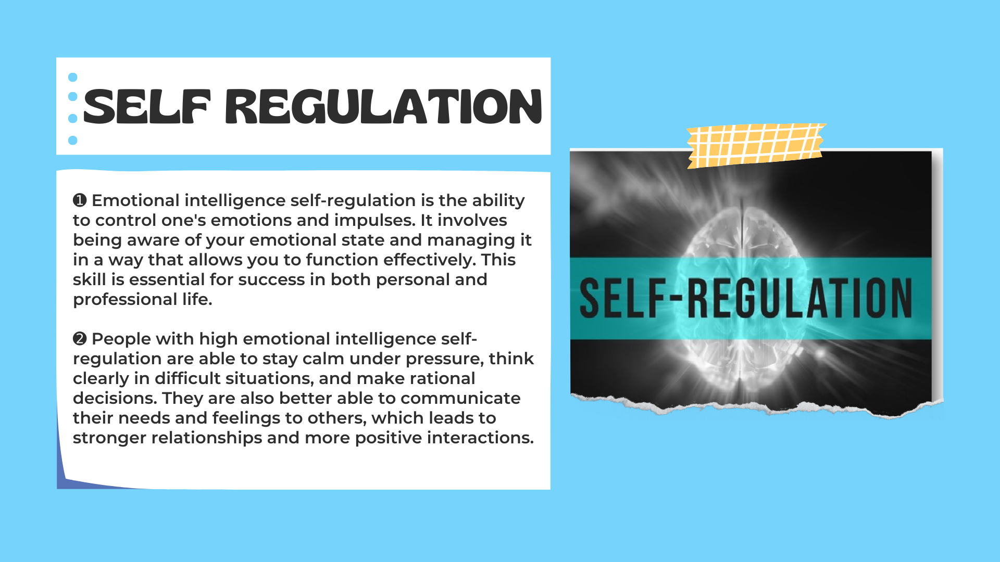 SELF REGULATION
➊ Emotional intelligence self-regulation is the ability
to control one's emotions and impulses. It involves
being aware of your emotional state and managing it
in a way that allows you to function effectively. This
skill is essential for success in both personal and
professional life.
➋ People with high emotional intelligence self-
regulation are able to stay calm under pressure, think
clearly in difficult situations, and make rational
decisions. They are also better able to communicate
their needs and feelings to others, which leads to
stronger relationships and more positive interactions.
SELF-REGULATION